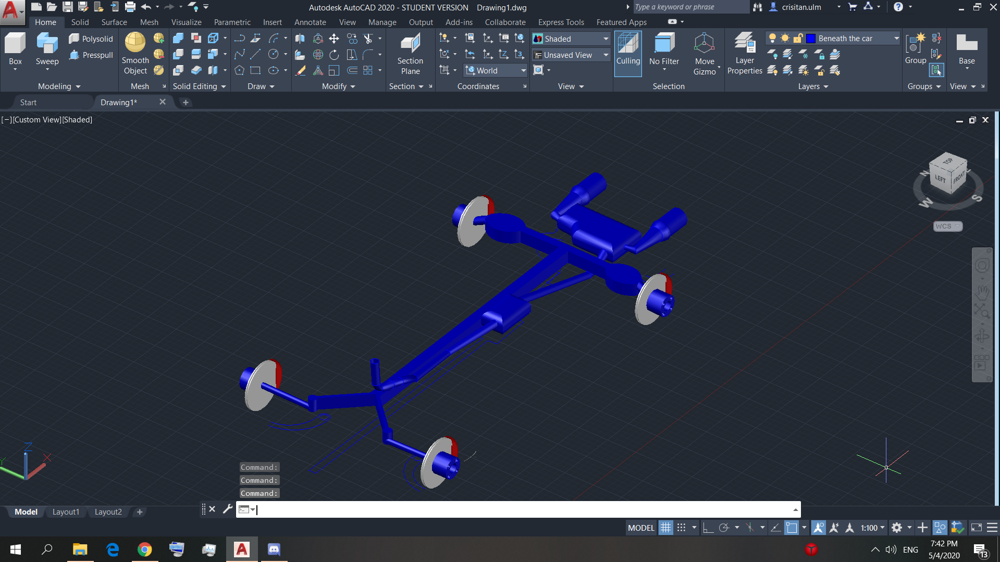 Autodesk AutoCAD 2020 - STUDENT VERSION Drawing1.dwg
Type a keyword or phrase
crisitan.ulm
Home Solid Surface Mesh Visualize Parametric Insert Annotate View Manage Output Add-ins Collaborate Express Tools Featured Apps
Box
Sweep
Polysolid
Presspull
Modeling
Smooth
Object
Mesh
Solid Editing
Draw
Modify
Section
Plane
Section
World
Coordinates
Shaded
Unsaved View
View
Culling
No Filter
Move
Gizmo
Selection
Layer
Properties
Beneath the car
Layers
Group
Groups
Base
View
Start
Drawing1*
[−][Custom View][Shaded]
TOP
LEFT
FRONT
N
W
S
WCS
Z
Y
X
Command:
Command:
Command:
Model Layout1 Layout2
MODEL
1:100
ENG
7:42 PM
5/4/2020
13